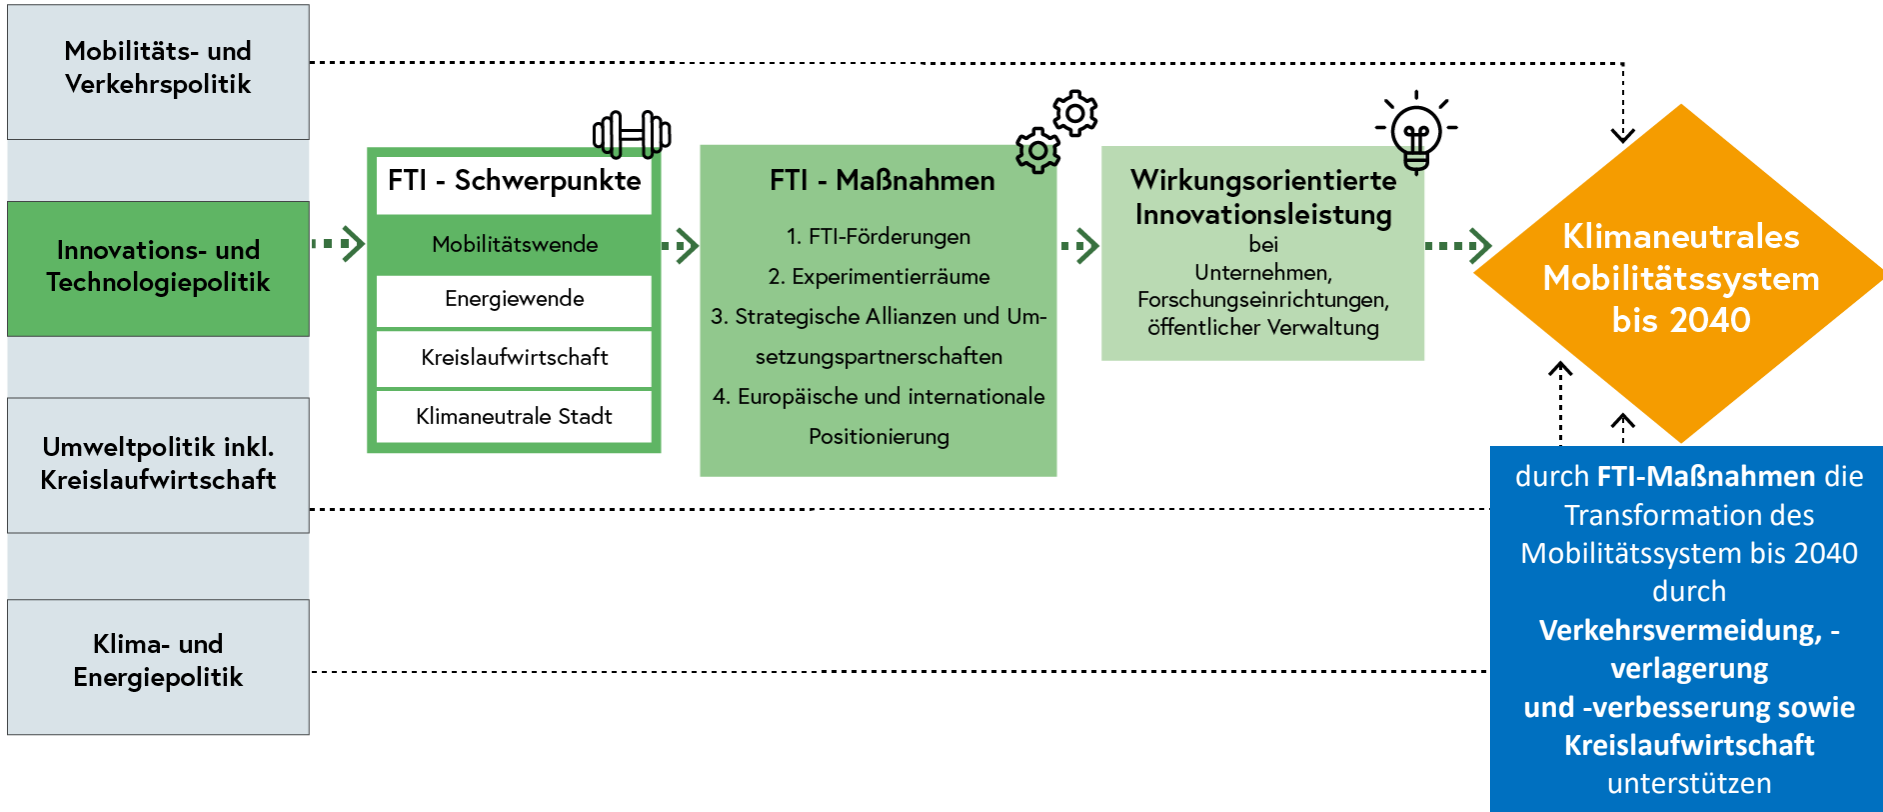 Mobilitäts- und
Verkehrspolitik
Innovations- und
Technologiepolitik
Umweltpolitik inkl.
Kreislaufwirtschaft
Klima- und
Energiepolitik
FTI - Schwerpunkte
Mobilitätswende
Energiewende
Kreislaufwirtschaft
Klimaneutrale Stadt
FTI - Maßnahmen
1. FTI-Förderungen
2. Experimentierräume
3. Strategische Allianzen und Um-
setzungspartnerschaften
4. Europäische und internationale
Positionierung
Wirkungsorientierte
Innovationsleistung
bei
Unternehmen,
Forschungseinrichtungen,
öffentlicher Verwaltung
Klimaneutrales
Mobilitätssystem
bis 2040
durch FTI-Maßnahmen die
Transformation des
Mobilitätssystem bis 2040
durch
Verkehrsvermeidung, -
verlagerung
und -verbesserung sowie
Kreislaufwirtschaft
unterstützen